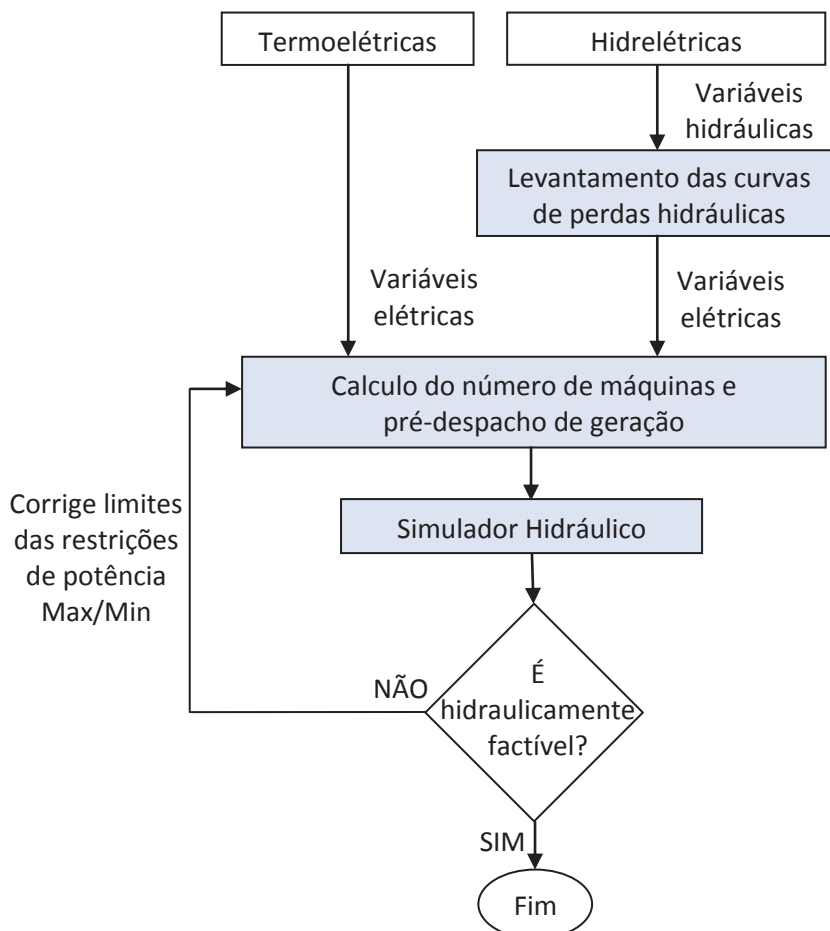 Termoelétricas
Hidrelétricas
Variáveis
hidráulicas
Levantamento das curvas
de perdas hidráulicas
Variáveis
elétricas
Variáveis
elétricas
Calculo do número de máquinas e
pré-despacho de geração
Corrige limites
das restrições
de potência
Max/Min
Simulador Hidráulico
É
hidraulicamente
factível?
NÃO
SIM
Fim